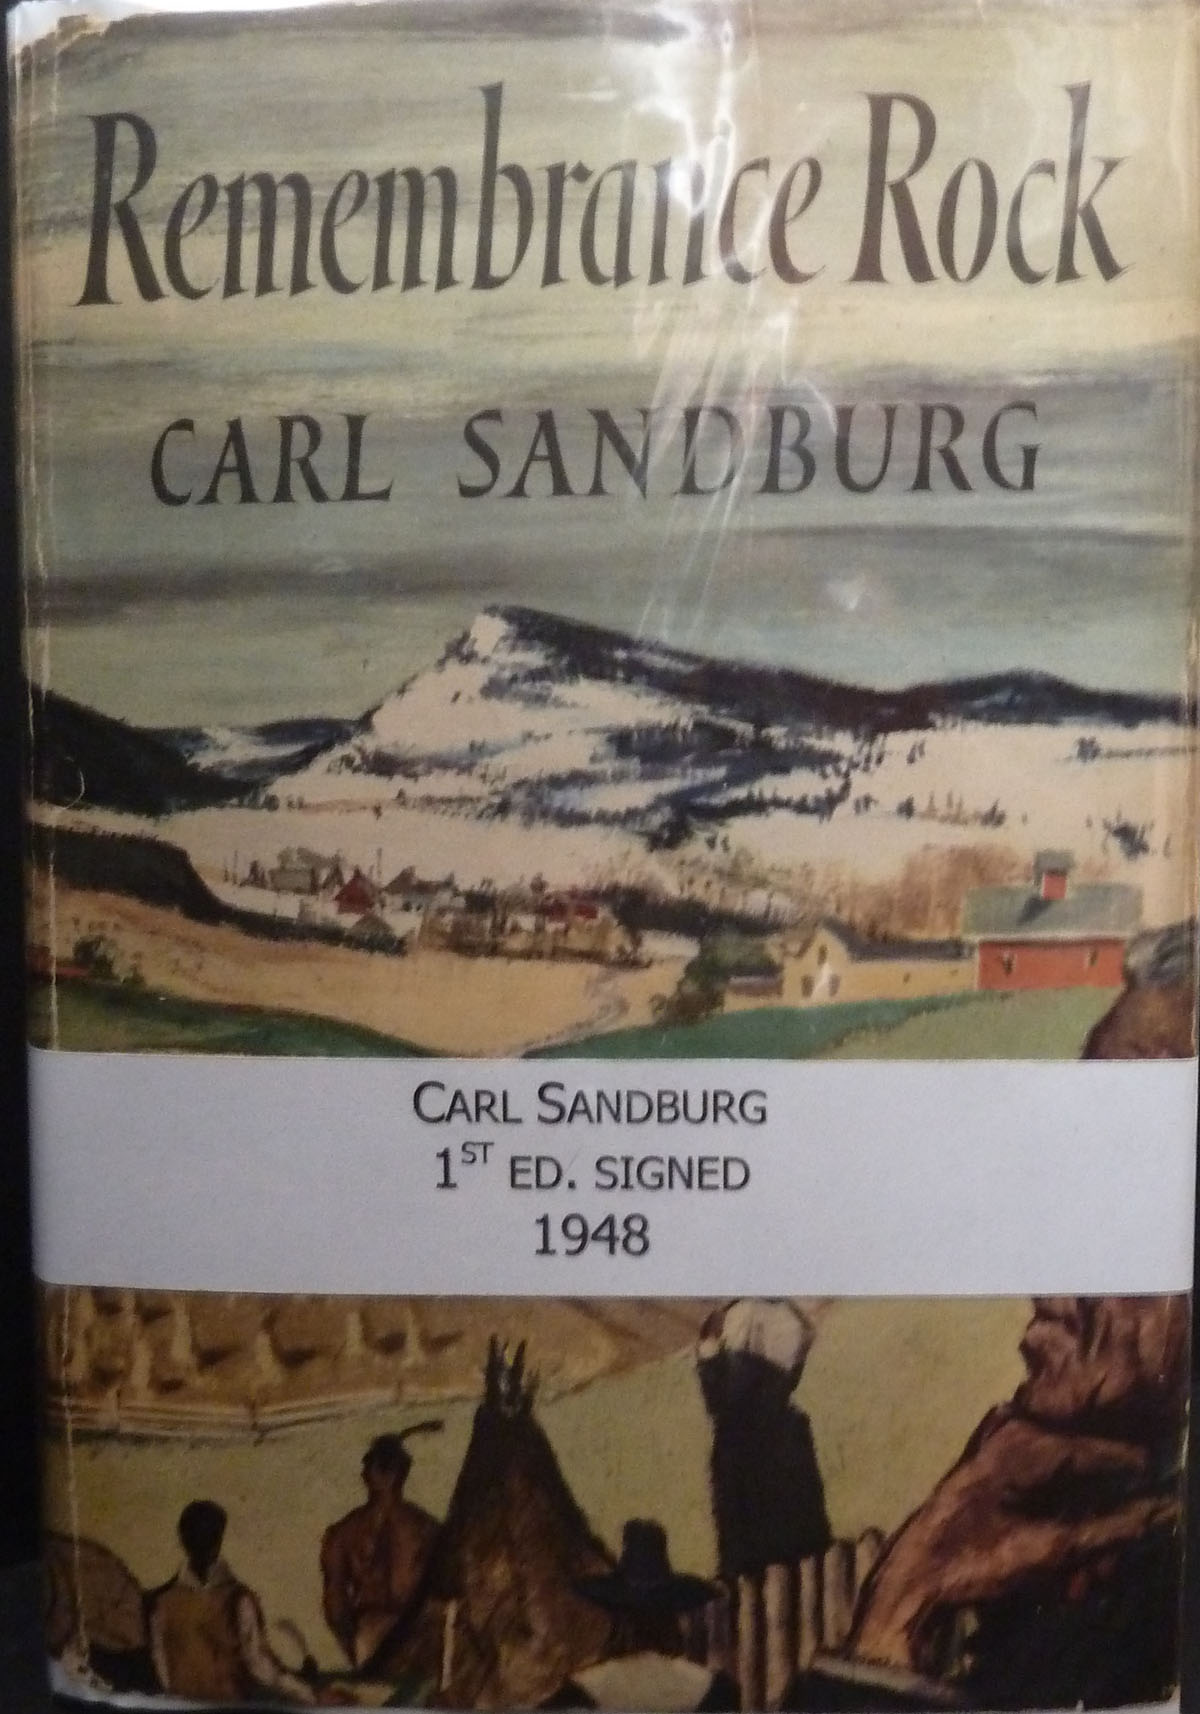 Remembrance Rock
CARL SANDBURG
CARL SANDBURG
1ST ED. SIGNED
1948